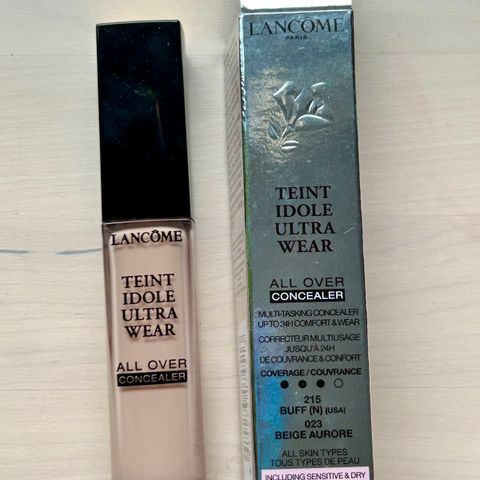 LANCÔME
TEINT
IDOLE
ULTRA
WEAR
ALL OVER
CONCEALER
LANCÔME
PARIS
TEINT
IDOLE
ULTRA
WEAR
ALL OVER
CONCEALER
MULTI-TASKING CONCEALER
UP TO 24H COMFORT & WEAR
CORRECTEUR MULTIUSAGE
JUSQU'À 24H
DE COUVRANCE & CONFORT
COVERAGE / COUVRANCE
215
BUFF (N) (USA)
023
BEIGE AURORE
ALL SKIN TYPES
TOUS TYPES DE PEAU
INCLUDING SENSITIVE & DRY